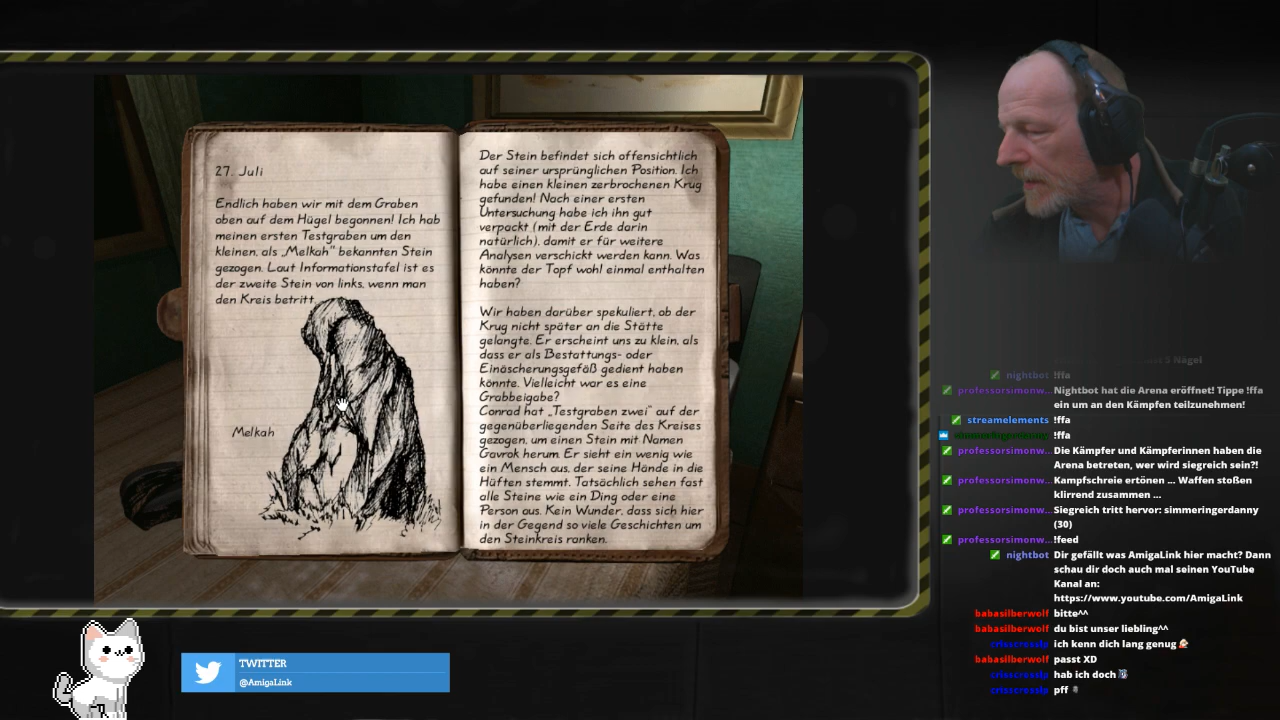 27. Juli
Endlich haben wir mit dem Graben
oben auf dem Hügel begonnen! Ich hab
meinen ersten Testgraben um den
kleinen, als „Melkah" bekannten Stein
gezogen. Laut Informationstafel ist es
der zweite Stein von links, wenn man
den Kreis betritt.
Melkah
Der Stein befindet sich offensichtlich
auf seiner ursprünglichen Position. Ich
habe einen kleinen zerbrochenen Krug
gefunden! Nach einer ersten
Untersuchung habe ich ihn gut
verpackt (mit der Erde darin
natürlich), damit er für weitere
Analysen verschickt werden kann. Was
könnte der Topf wohl einmal enthalten
haben?
Wir haben darüber spekuliert, ob der
Krug nicht später an die Stätte
gelangte. Er erscheint uns zu klein, als
dass er als Bestattungs- oder
Einäscherungsgefäß gedient haben
könnte. Vielleicht war es eine
Grabbeigabe?
Conrad hat „Testgraben zwei" auf der
gegenüberliegenden Seite des Kreises
gezogen, um einen Stein mit Namen
Gavrok herum. Er sieht ein wenig wie
ein Mensch aus, der seine Hände in die
Hüften stemmt. Tatsächlich sehen fast
alle Steine wie ein Ding oder eine
Person aus. Kein Wunder, dass sich hier
in der Gegend so viele Geschichten um
den Steinkreis ranken.
5 Nägel
nightbot !ffa
professorsimonw... Nightbot hat die Arena eröffnet! Tippe !ffa
ein um an den Kämpfen teilzunehmen!
streamelements !ffa
simmeringerdanny !ffa
professorsimonw... Die Kämpfer und Kämpferinnen haben die
Arena betreten, wer wird siegreich sein?!
professorsimonw... Kampfschreie ertönen ... Waffen stoßen
klirrend zusammen ...
professorsimonw... Siegreich tritt hervor: simmeringerdanny
(30)
professorsimonw... !feed
nightbot Dir gefällt was AmigaLink hier macht? Dann
schau dir doch auch mal seinen YouTube
Kanal an:
https://www.youtube.com/AmigaLink
babasilberwolf bitte^^
babasilberwolf du bist unser liebling^^
crisscrosslp ich kenn dich lang genug
babasilberwolf passt XD
crisscrosslp hab ich doch
crisscrosslp pff
TWITTER
@AmigaLink